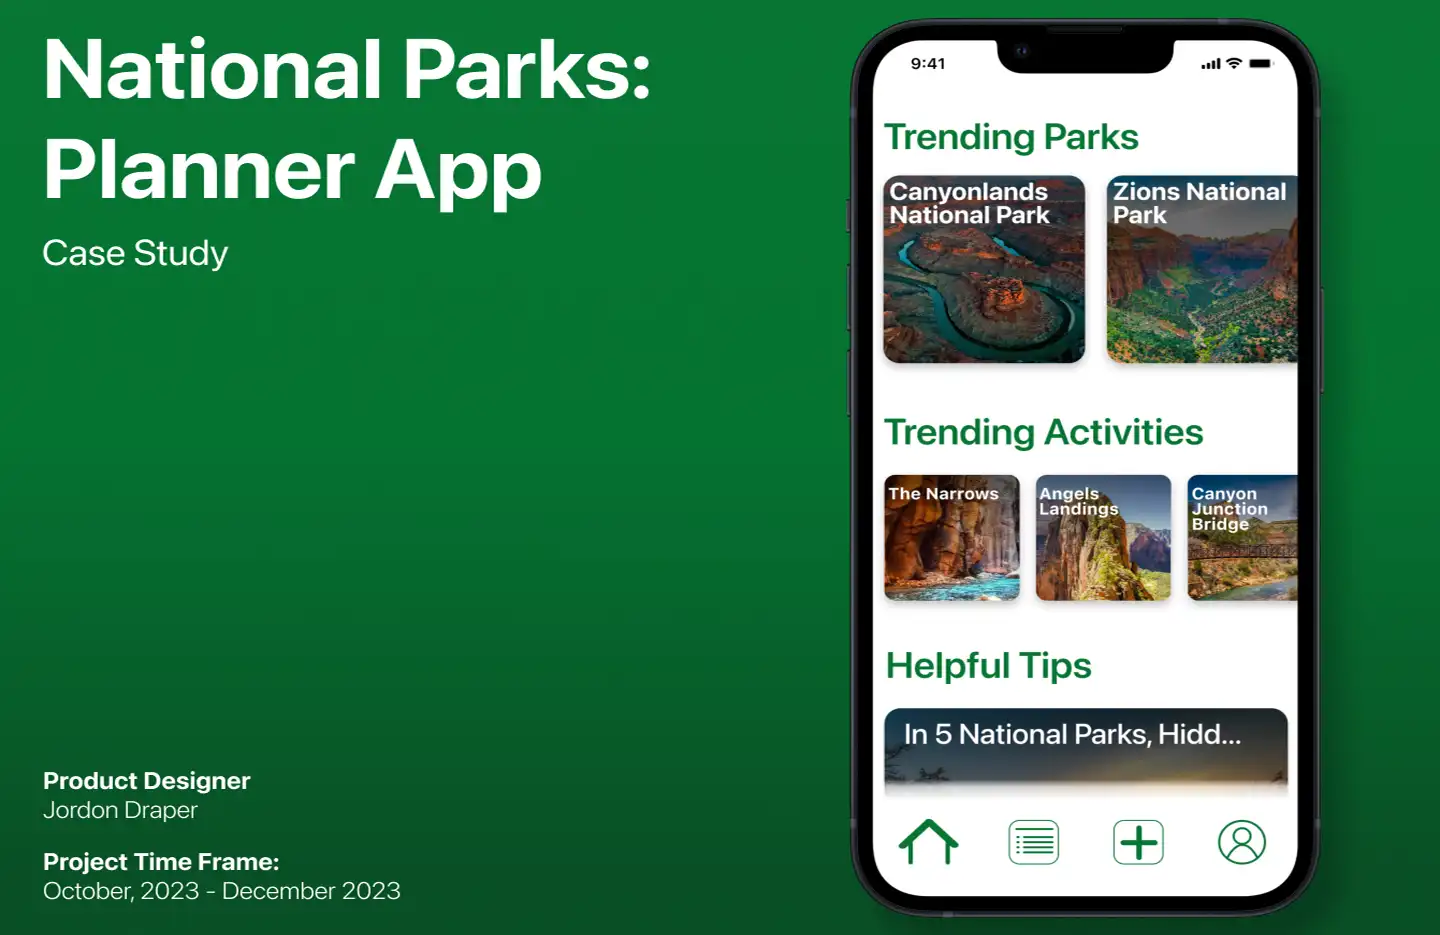 National Parks:
Planner App
Case Study
Product Designer
Jordon Draper
Project Time Frame:
October, 2023 - December 2023
9:41
Trending Parks
Canyonlands
National Park
Zions National
Park
Trending Activities
The Narrows
Angels
Landings
Canyon
Junction
Bridge
Helpful Tips
In 5 National Parks, Hidd...